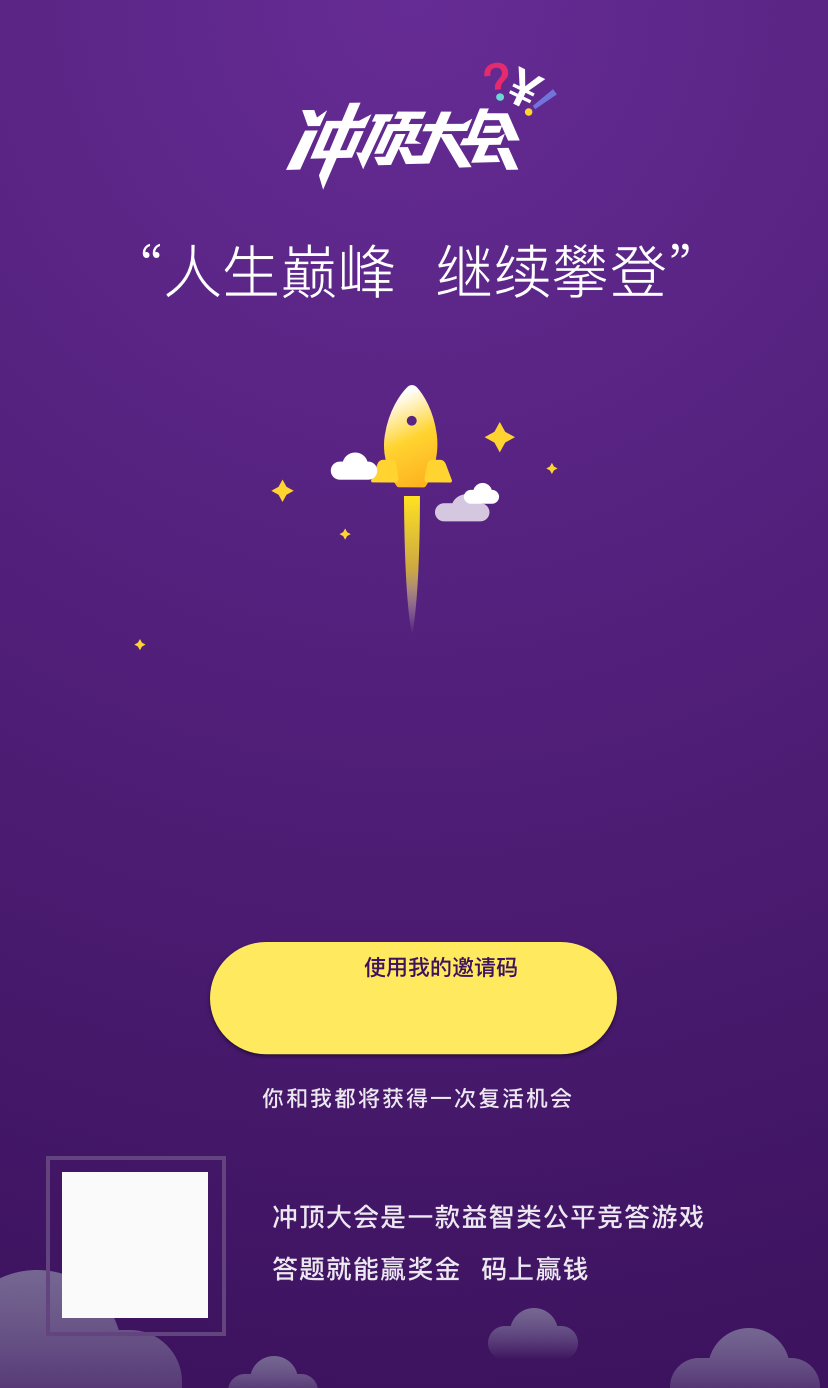 冲顶大会
?¥!
“人生巅峰 继续攀登”
使用我的邀请码
你和我都将获得一次复活机会
冲顶大会是一款益智类公平竞答游戏
答题就能赢奖金 码上赢钱